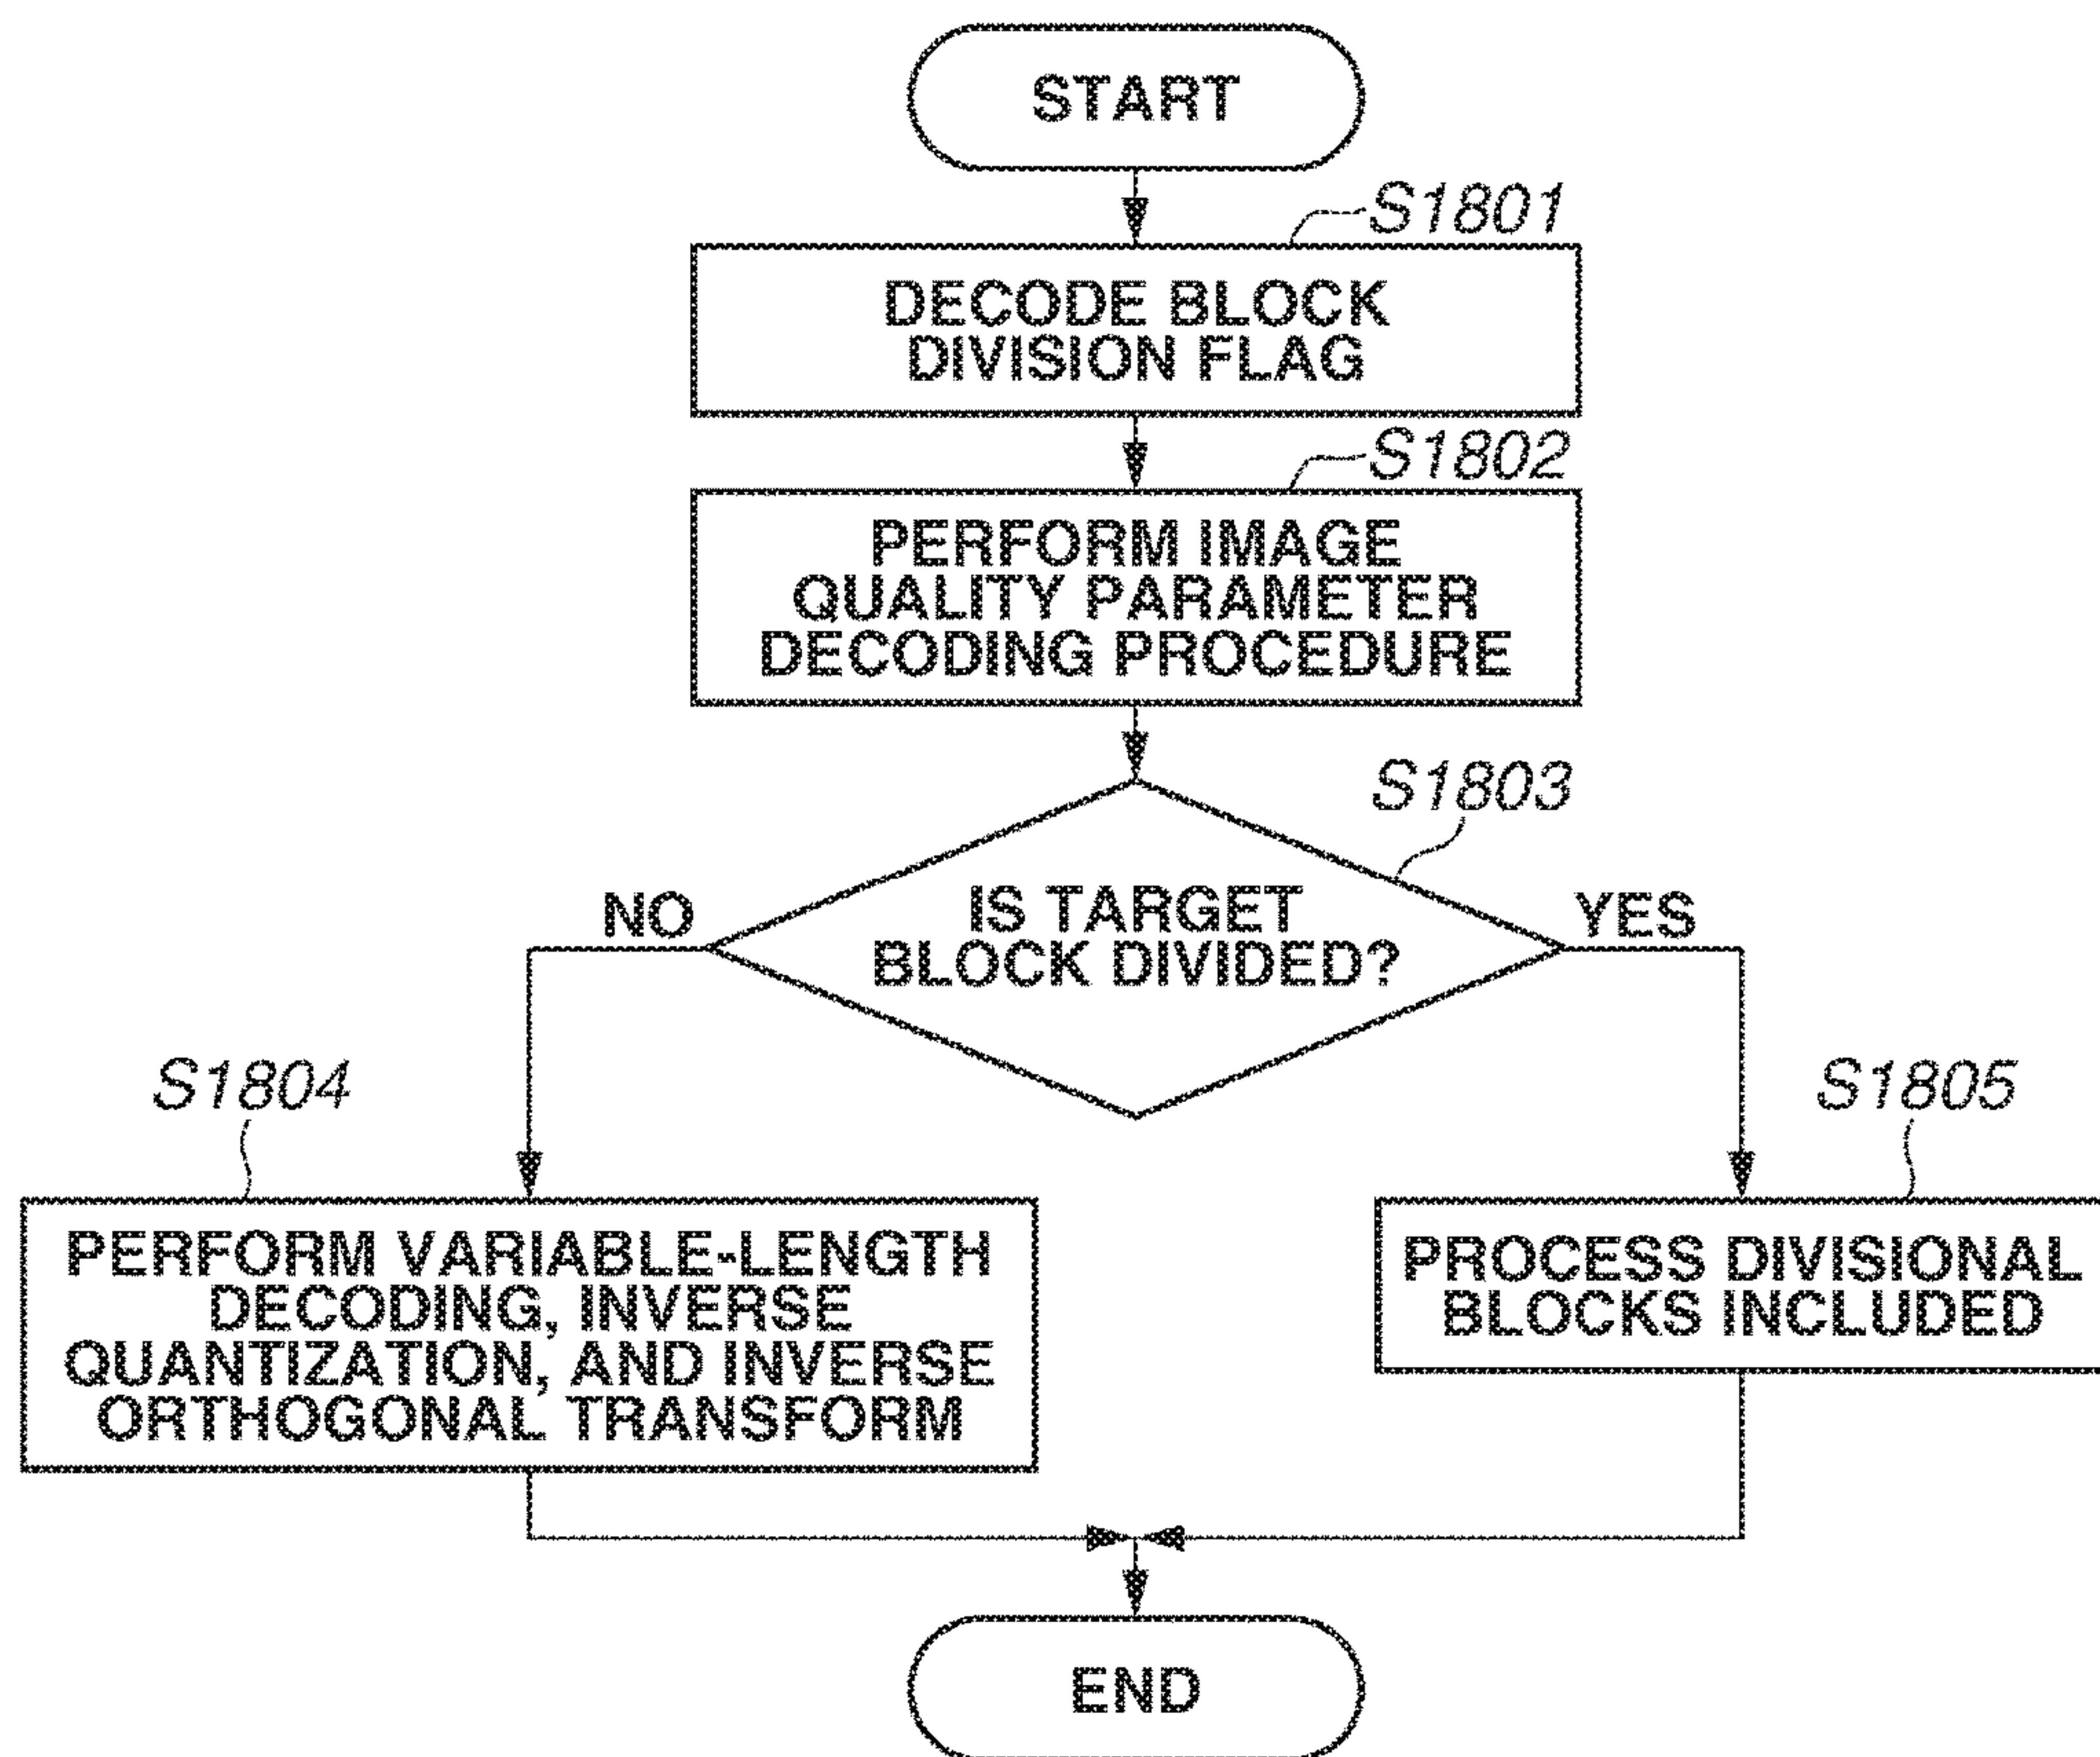 START
S1801
DECODE BLOCK
DIVISION FLAG
S1802
PERFORM IMAGE
QUALITY PARAMETER
DECODING PROCEDURE
S1803
IS TARGET
BLOCK DIVIDED?
NO
YES
S1804
PERFORM VARIABLE-LENGTH
DECODING, INVERSE
QUANTIZATION, AND INVERSE
ORTHOGONAL TRANSFORM
S1805
PROCESS DIVISIONAL
BLOCKS INCLUDED
END